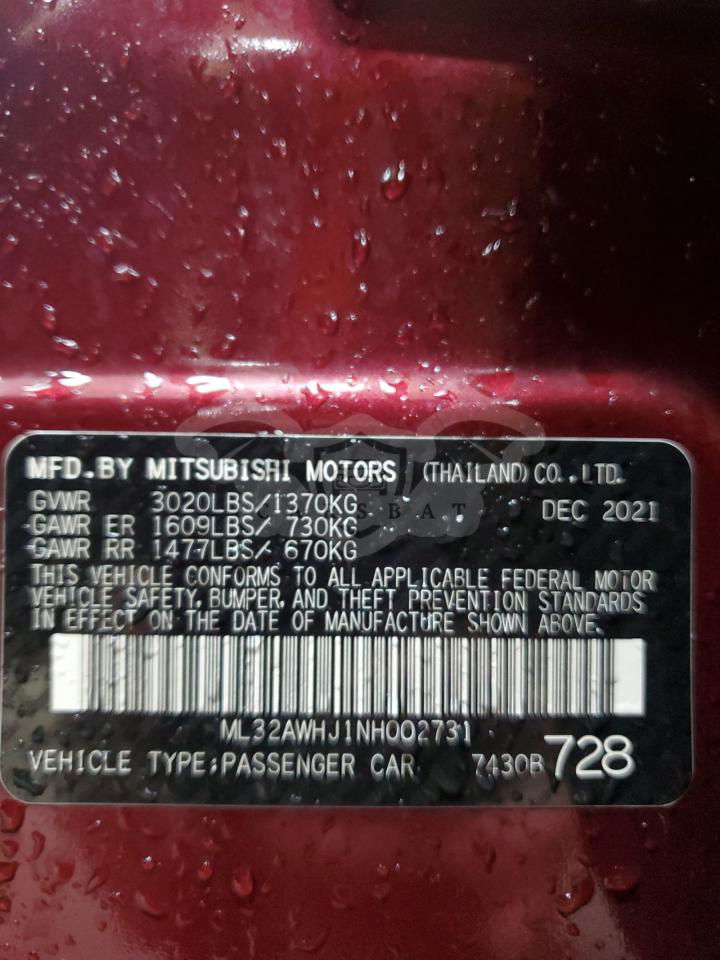 MFD.BY MITSUBISHI MOTORS (THAILAND) CO., LTD.
GVWR 3020LBS/1370KG DEC 2021
GAWR FR 1609LBS/ 730KG
GAWR RR 1477LBS/ 670KG
THIS VEHICLE CONFORMS TO ALL APPLICABLE FEDERAL MOTOR
VEHICLE SAFETY, BUMPER, AND THEFT PREVENTION STANDARDS
IN EFFECT ON THE DATE OF MANUFACTURE SHOWN ABOVE.
ML32AWHJ1NH002731
VEHICLE TYPE:PASSENGER CAR 7430B 728